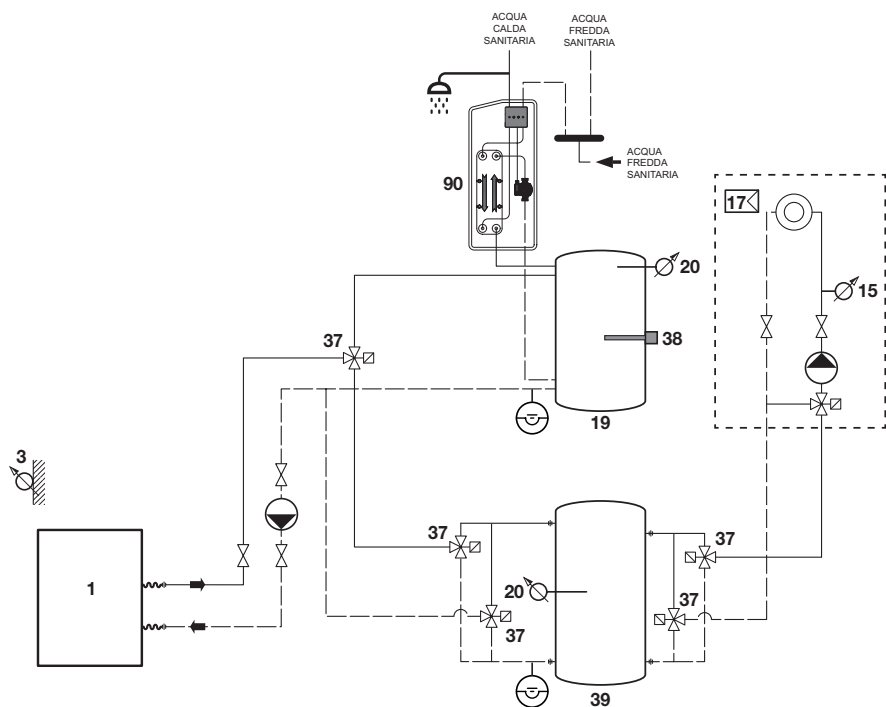 ACQUA
CALDA
SANITARIA
ACQUA
FREDDA
SANITARIA
ACQUA
FREDDA
SANITARIA
90
17
20
15
37
38
19
3
37
37
1
20
37
37
39